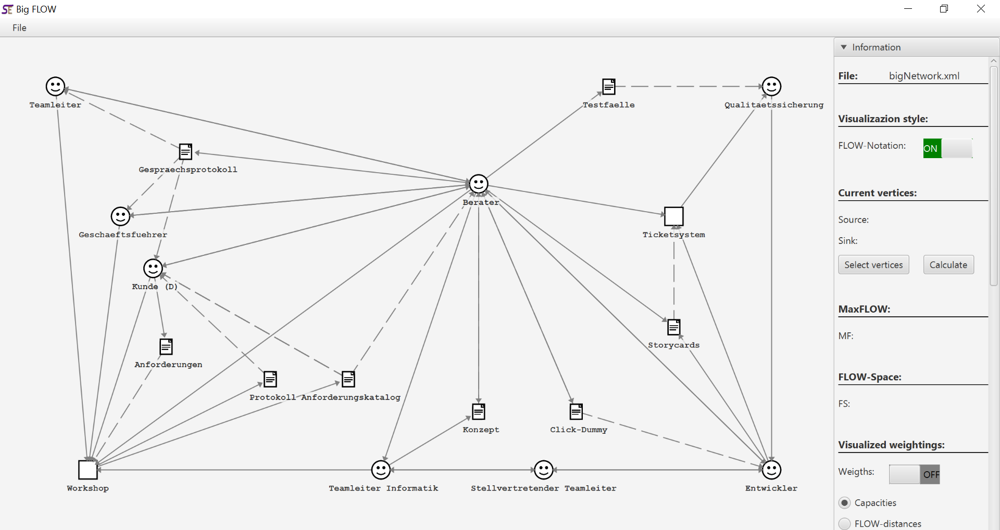 SE Big FLOW
File
Information
File: bigNetwork.xml
Visualizazion style:
FLOW-Notation: ON
Current vertices:
Source:
Sink:
Select vertices Calculate
MaxFLOW:
MF:
FLOW-Space:
FS:
Visualized weightings:
Weigths: OFF
Capacities
FLOW-distances
Teamleiter
Testfaelle
Qualitaetssicherung
Gespraechsprotokoll
Berater
Geschaeftsfuehrer
Ticketsystem
Kunde (D)
Storycards
Anforderungen
Protokoll
Anforderungskatalog
Konzept
Click-Dummy
Workshop
Teamleiter Informatik
Stellvertretender Teamleiter
Entwickler